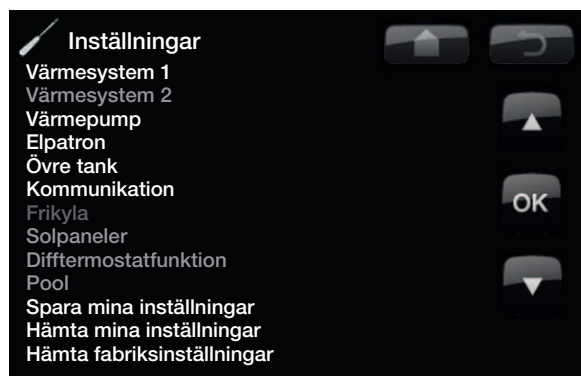 Inställningar
Värmesystem 1
Värmesystem 2
Värmepump
Elpatron
Övre tank
Kommunikation
Frikyla
Solpaneler
Difftermostatfunktion
Pool
Spara mina inställningar
Hämta mina inställningar
Hämta fabriksinställningar
OK